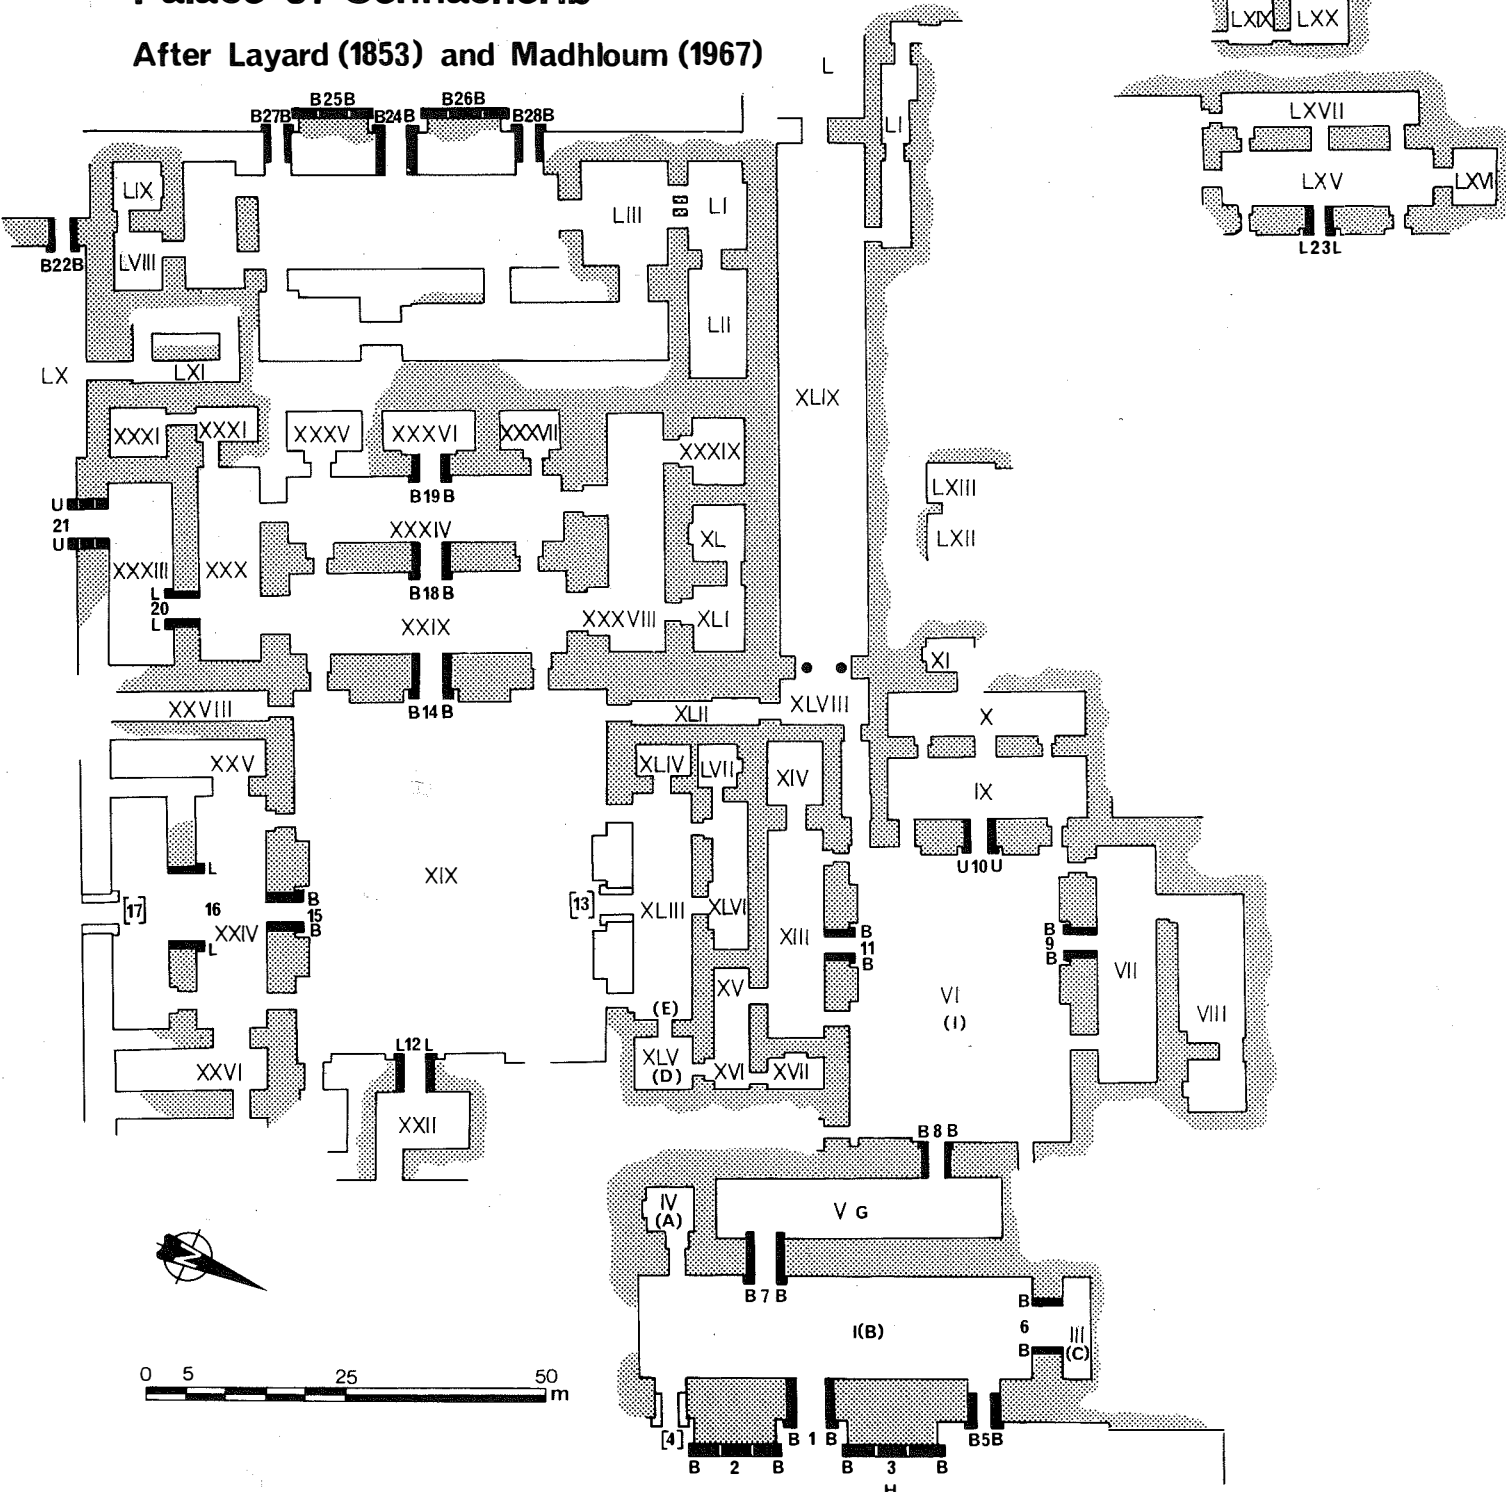 Palace of Sennacherib
After Layard (1853) and Madhloum (1967)
LXIX LXX
L
LI
LXVII
LXV LXVI
L23L
B25B B26B
B27B B24B B28B
LIX
LIII LI
B22B LVIII
LII
LX LXI
XLIX
XXXI XXXI XXXV XXXVI XXXVII
XXXIX
B19B
LXIII
LXII
U
21
U
XXXIV
XL
XXXIII XXX
B18B
L
20
L
XXIX XXXVIII XLI
XI
B14B
XXVIII XLII XLVIII X
XXV XLIV LVII XIV IX
U10U
L
XIX
[17] 16 XXIV
B
15
B
L
[13] XLIII XLVI XIII
B
11
B
B
9
B
VII
VI
(I)
VIII
XV
(E)
XLV
(D)
XVI XVII
L12L
XXVI
XXII
B8B
IV
(A)
V G
B7B
I(B)
B
6
B
III
(C)
0 5 25 50
m
[4] B 1 B B5B
B 2 B B 3 B
H